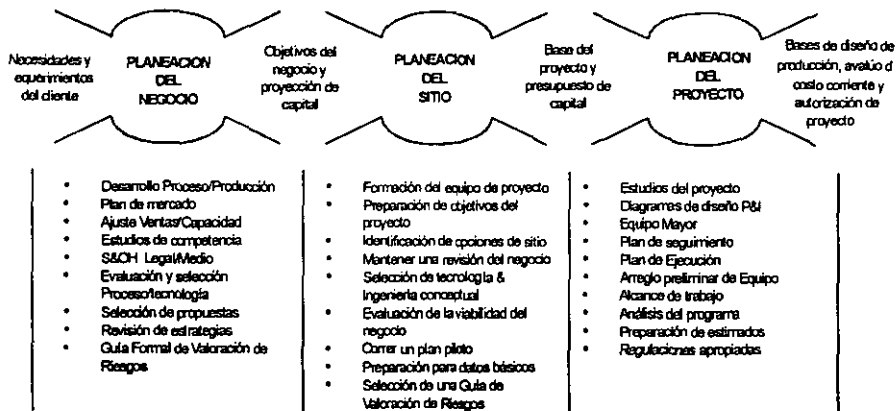 Necesidades y
equerimientos
del cliente
PLANEACION
DEL
NEGOCIO
Objetivos del
negocio y
proyección de
capital
PLANEACION
DEL
SITIO
Base del
proyecto y
presupuesto de
capital
PLANEACION
DEL
PROYECTO
Bases de diseño de
producción, avalúo d
costo corriente y
autorización de
proyecto
• Desarrollo Proceso/Producción
• Plan de mercado
• Ajuste Ventas/Capacidad
• Estudios de competencia
• S&OH Legal/Medio
• Evaluación y selección
Proceso/tecnología
• Selección de propuestas
• Revisión de estrategias
• Guía Formal de Valoración de
Riesgos
• Formación del equipo de proyecto
• Preparación de objetivos del
proyecto
• Identificación de opciones de sitio
• Mantener una revisión del negocio
• Selección de tecnología &
Ingeniería conceptual
• Evaluación de la viabilidad del
negocio
• Correr un plan piloto
• Preparación para datos básicos
• Selección de una Guía de
Valoración de Riesgos
• Estudios del proyecto
• Diagramas de diseño P&I
• Equipo Mayor
• Plan de seguimiento
• Plan de Ejecución
• Arreglo preliminar de Equipo
• Alcance de trabajo
• Análisis del programa
• Preparación de estimados
• Regulaciones apropiadas